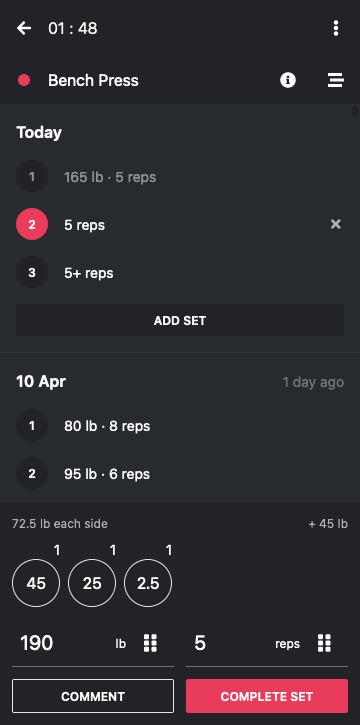 01 : 48
Bench Press
Today
1 165 lb · 5 reps
2 5 reps
3 5+ reps
ADD SET
10 Apr 1 day ago
1 80 lb · 8 reps
2 95 lb · 6 reps
72.5 lb each side + 45 lb
1 1 1
45 25 2.5
190 lb 5 reps
COMMENT COMPLETE SET